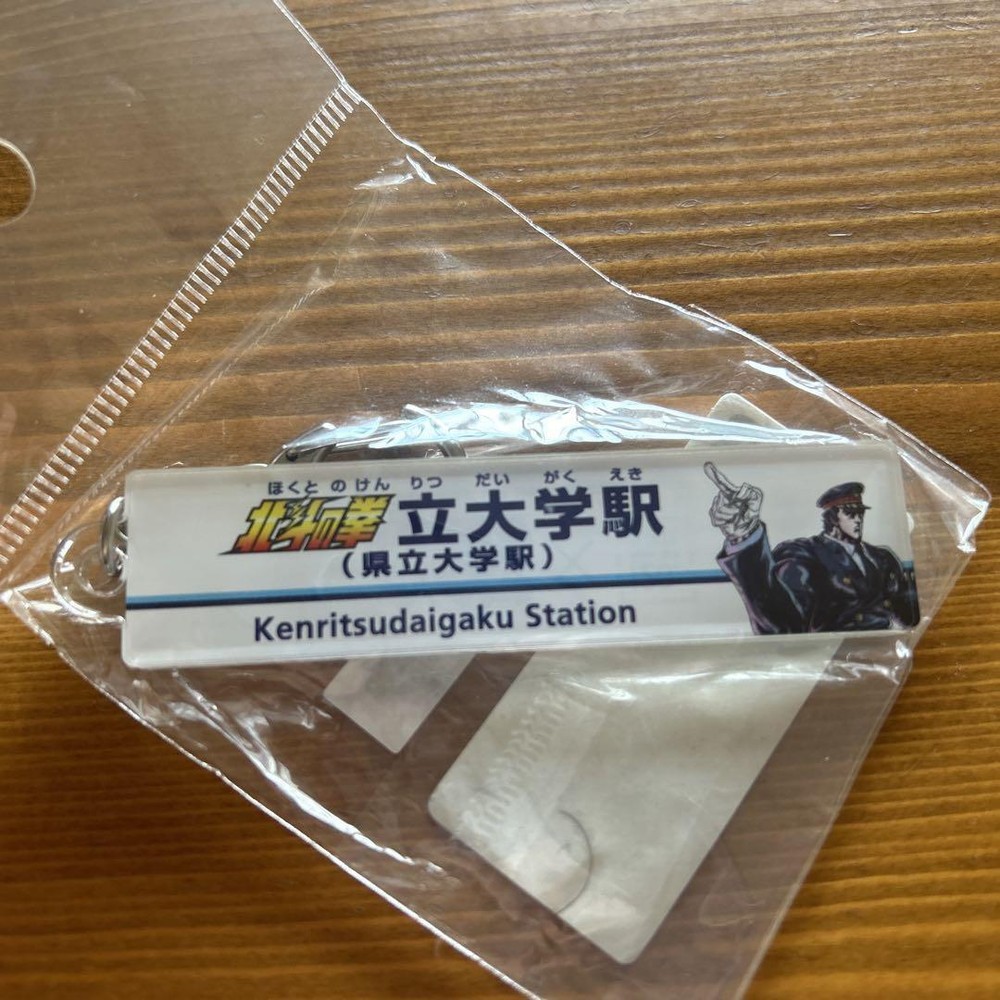 ほくと の けん りつ だい がく えき
北斗の拳立大学駅
(県立大学駅)
Kenritsudaigaku Station